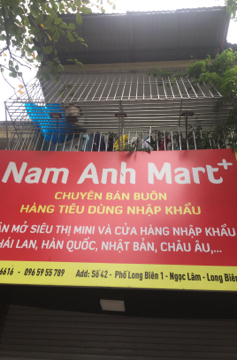 Nam Anh Mart+
CHUYÊN BÁN BUÔN
HÀNG TIÊU DÙNG NHẬP KHẨU
MỞ SIÊU THỊ MINI VÀ CỬA HÀNG NHẬP KHẨU
HÁI LAN, HÀN QUỐC, NHẬT BẢN, CHÂU ÂU,...
6616 - 096 59 55 789 Add: Số 42 - Phố Long Biên 1 - Ngọc Lâm - Long Biên